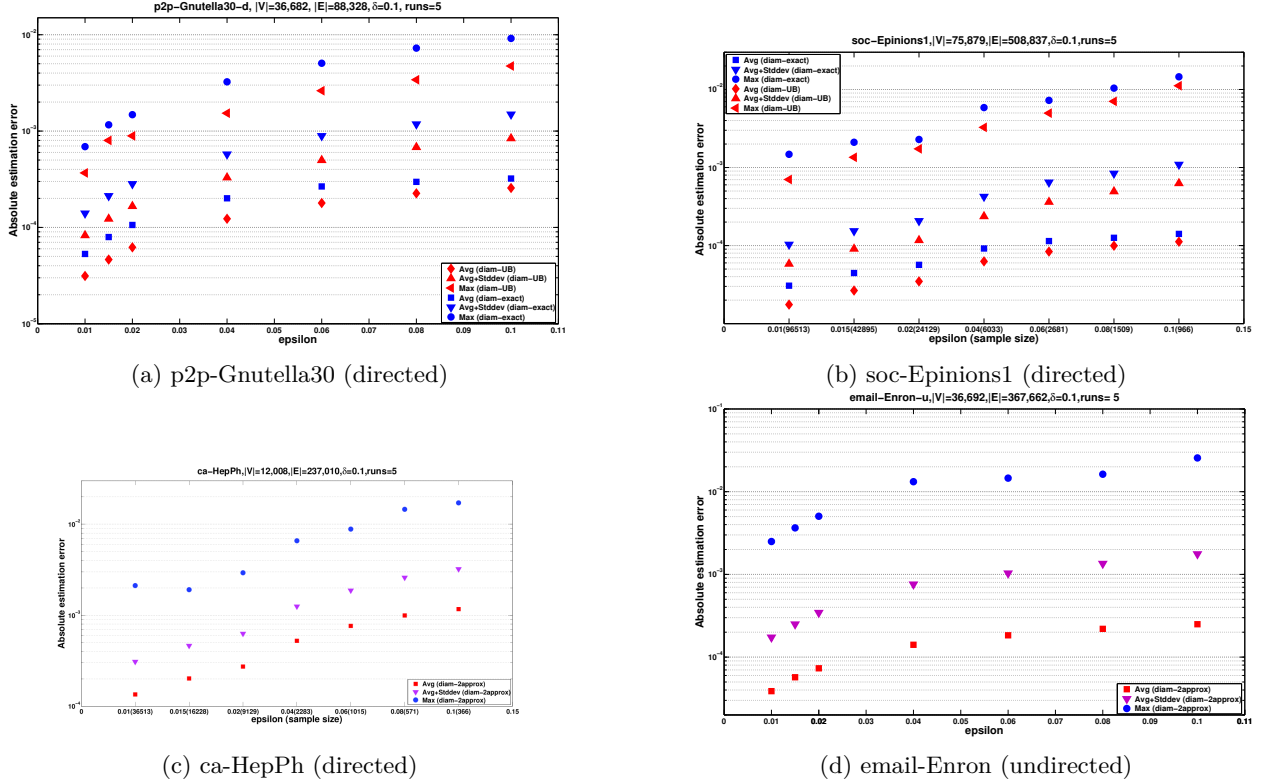 p2p−Gnutella30−d, |V|=36,682, |E|=88,328,δ=0.1, runs=5
Absolute estimation error
10⁻²
10⁻³
10⁻⁴
10⁻⁵
Avg (diam−UB)
Avg+Stddev (diam−UB)
Max (diam−UB)
Avg (diam−exact)
Avg+Stddev (diam−exact)
Max (diam−exact)
0 0.01 0.02 0.03 0.04 0.05 0.06 0.07 0.08 0.09 0.1 0.11
epsilon
(a) p2p-Gnutella30 (directed)
soc−Epinions1,|V|=75,879,|E|=508,837,δ=0.1,runs=5
Absolute estimation error
Avg (diam−exact)
Avg+Stddev (diam−exact)
Max (diam−exact)
Avg (diam−UB)
Avg+Stddev (diam−UB)
Max (diam−UB)
10⁻²
10⁻³
10⁻⁴
0 0.01(96513) 0.015(42895) 0.02(24129) 0.04(6033) 0.06(2681) 0.08(1509) 0.1(966) 0.15
epsilon (sample size)
(b) soc-Epinions1 (directed)
ca−HepPh,|V|=12,008,|E|=237,010,δ=0.1,runs=5
Absolute estimation error
10⁻²
10⁻³
10⁻⁴
Avg (diam−2approx)
Avg+Stddev (diam−2approx)
Max (diam−2approx)
0 0.01(36513) 0.015(16228) 0.02(9129) 0.04(2283) 0.06(1015) 0.08(571) 0.1(366) 0.15
epsilon (sample size)
(c) ca-HepPh (directed)
email−Enron−u,|V|=36,692,|E|=367,662,δ=0.1,runs= 5
Absolute estimation error
10⁻¹
10⁻²
10⁻³
10⁻⁴
Avg (diam−2approx)
Avg+Stddev (diam−2approx)
Max (diam−2approx)
0 0.01 0.02 0.03 0.04 0.05 0.06 0.07 0.08 0.09 0.1 0.11
epsilon
(d) email-Enron (undirected)